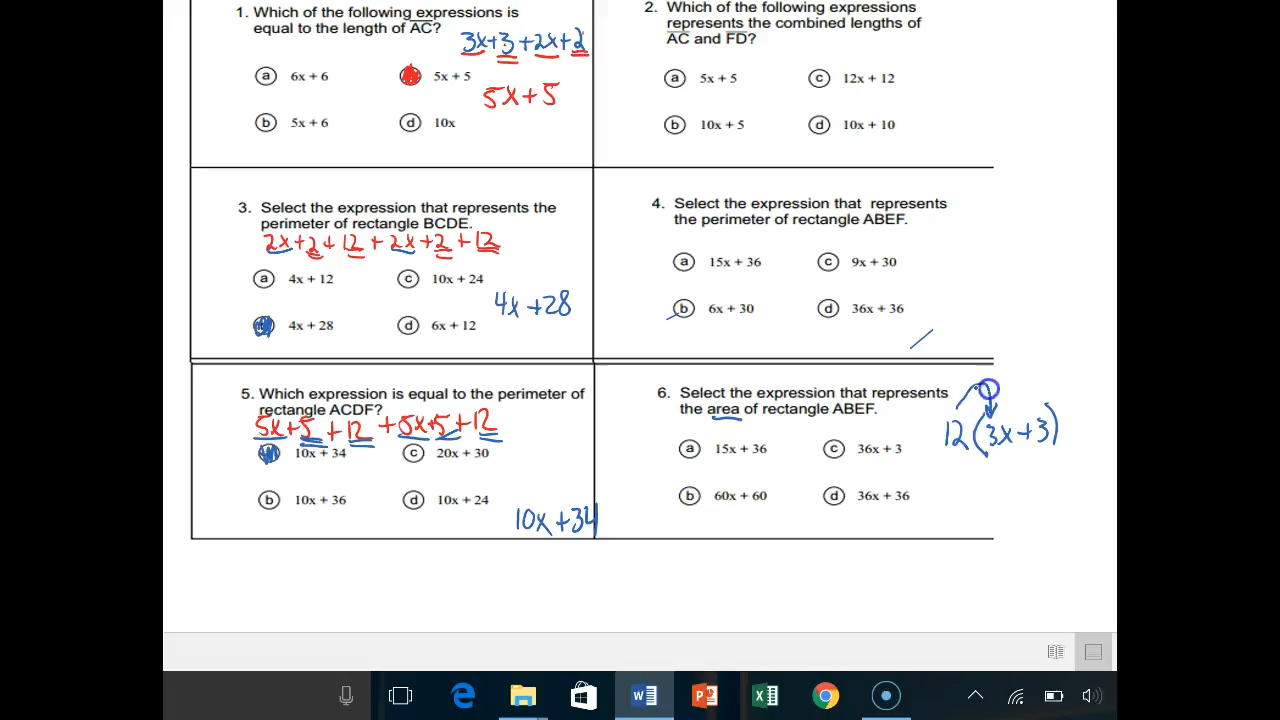 1. Which of the following expressions is
equal to the length of AC?
3x+3+2x+2
a 6x + 6
5x + 5
5x+5
b 5x + 6
d 10x
2. Which of the following expressions
represents the combined lengths of
AC and FD?
a 5x + 5
c 12x + 12
b 10x + 5
d 10x + 10
3. Select the expression that represents the
perimeter of rectangle BCDE.
2x+2+12+2x+2+12
a 4x + 12
c 10x + 24
4x + 28
d 6x + 12
4x+28
4. Select the expression that represents
the perimeter of rectangle ABEF.
a 15x + 36
c 9x + 30
b 6x + 30
d 36x + 36
5. Which expression is equal to the perimeter of
rectangle ACDF?
5x+5+12+5x+5+12
10x + 34
c 20x + 30
b 10x + 36
d 10x + 24
10x+34
6. Select the expression that represents
the area of rectangle ABEF.
12(3x+3)
a 15x + 36
c 36x + 3
b 60x + 60
d 36x + 36